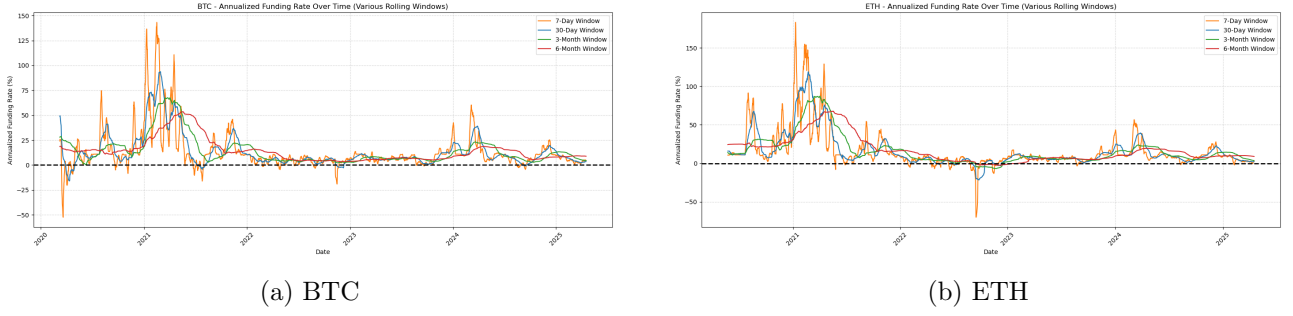 BTC - Annualized Funding Rate Over Time (Various Rolling Windows)
7-Day Window
30-Day Window
3-Month Window
6-Month Window
Annualized Funding Rate (%)
150
125
100
75
50
25
0
−25
−50
2020
2021
2022
2023
2024
2025
Date
(a) BTC
ETH - Annualized Funding Rate Over Time (Various Rolling Windows)
7-Day Window
30-Day Window
3-Month Window
6-Month Window
Annualized Funding Rate (%)
150
100
50
0
−50
2021
2022
2023
2024
2025
Date
(b) ETH